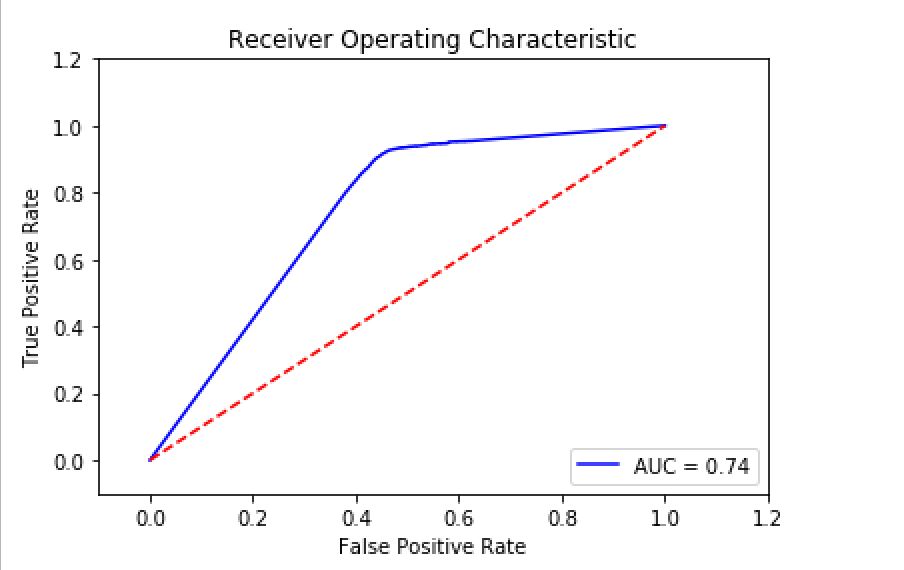 Receiver Operating Characteristic
1.2
1.0
0.8
0.6
0.4
0.2
0.0
True Positive Rate
AUC = 0.74
0.0 0.2 0.4 0.6 0.8 1.0 1.2
False Positive Rate